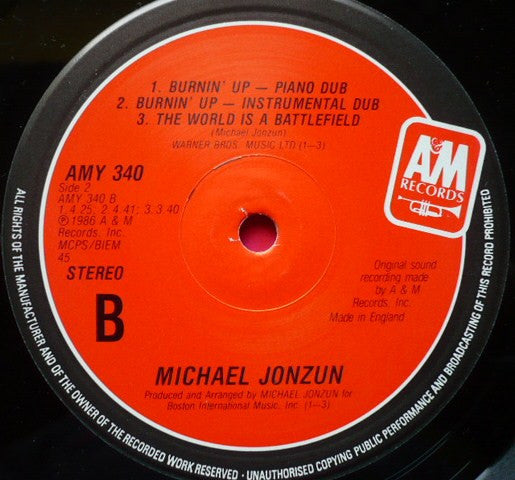 1. BURNIN' UP — PIANO DUB
2. BURNIN' UP — INSTRUMENTAL DUB
3. THE WORLD IS A BATTLEFIELD
(Michael Jonzun)
WARNER BROS. MUSIC LTD (1—3)
A&M
RECORDS
AMY 340
Side 2
AMY 340 B
1. 4.25; 2. 4.41; 3. 3.40
℗ 1986 A & M
Records, Inc.
MCPS/BIEM
45
STEREO
B
Original sound
recording made
by A & M
Records, Inc.
Made in England
MICHAEL JONZUN
Produced and Arranged by MICHAEL JONZUN for
Boston International Music, Inc. (1—3)
ALL RIGHTS OF THE MANUFACTURER AND OF THE OWNER OF THE RECORDED WORK RESERVED · UNAUTHORISED COPYING PUBLIC PERFORMANCE AND BROADCASTING OF THIS RECORD PROHIBITED